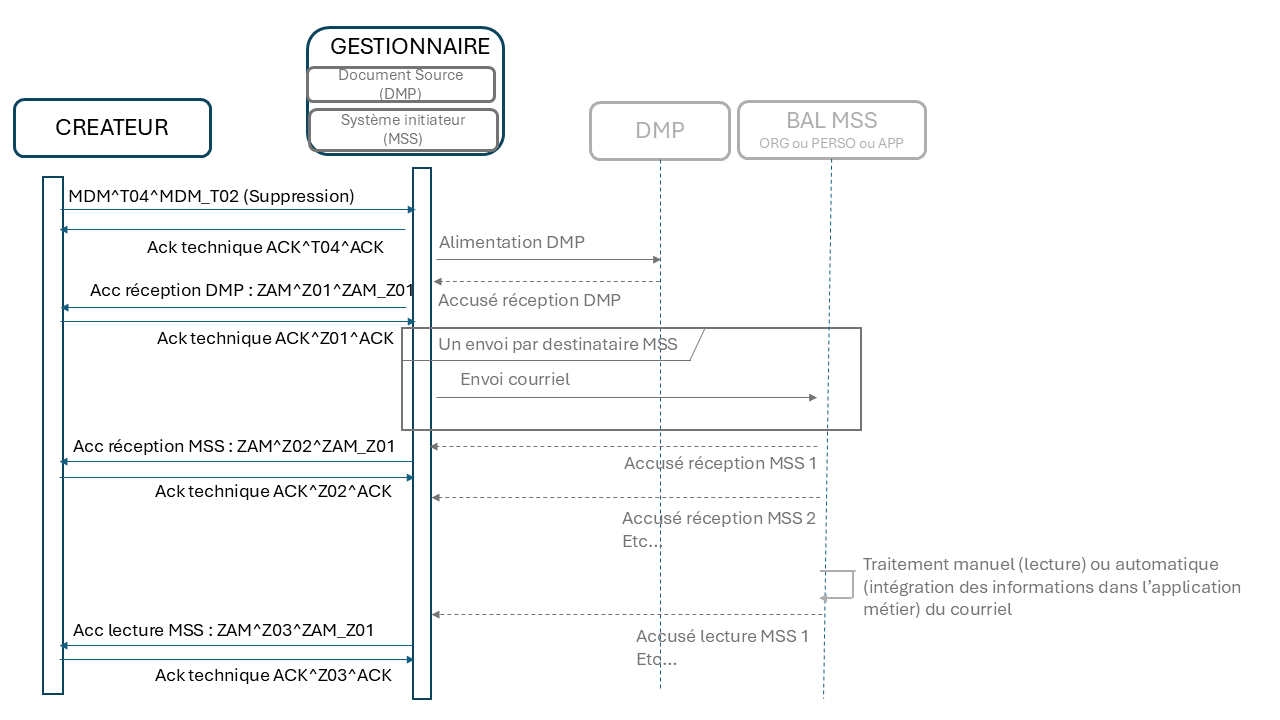 GESTIONNAIRE
Document Source
(DMP)
Système initiateur
(MSS)
CREATEUR
DMP
BAL MSS
ORG ou PERSO ou APP
MDM^T04^MDM_T02 (Suppression)
Ack technique ACK^T04^ACK
Alimentation DMP
Acc réception DMP : ZAM^Z01^ZAM_Z01
Accusé réception DMP
Ack technique ACK^Z01^ACK
Un envoi par destinataire MSS
Envoi courriel
Acc réception MSS : ZAM^Z02^ZAM_Z01
Accusé réception MSS 1
Ack technique ACK^Z02^ACK
Accusé réception MSS 2
Etc...
Traitement manuel (lecture) ou automatique
(intégration des informations dans l'application
métier) du courriel
Acc lecture MSS : ZAM^Z03^ZAM_Z01
Accusé lecture MSS 1
Etc...
Ack technique ACK^Z03^ACK